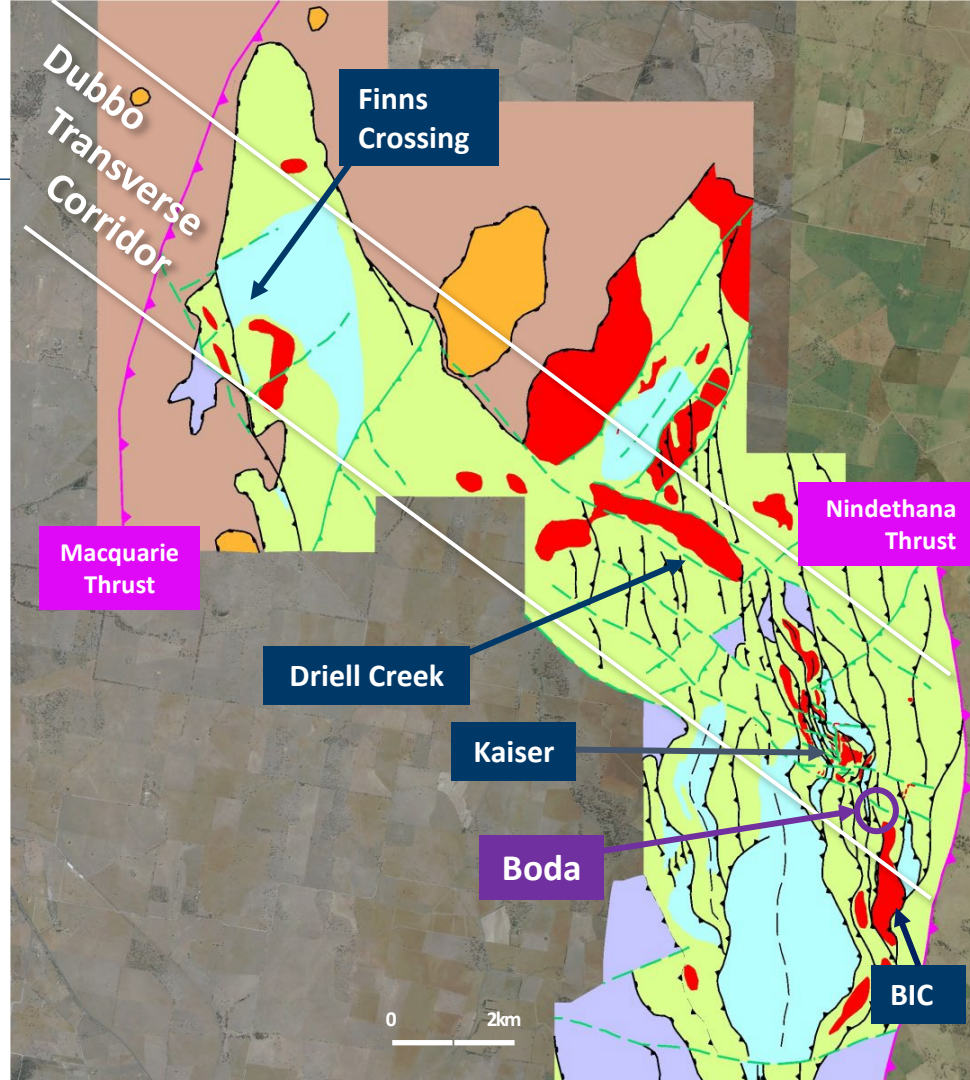 Dubbo
Transverse
Corridor
Finns
Crossing
Macquarie
Thrust
Nindethana
Thrust
Driell Creek
Kaiser
Boda
BIC
0 2km